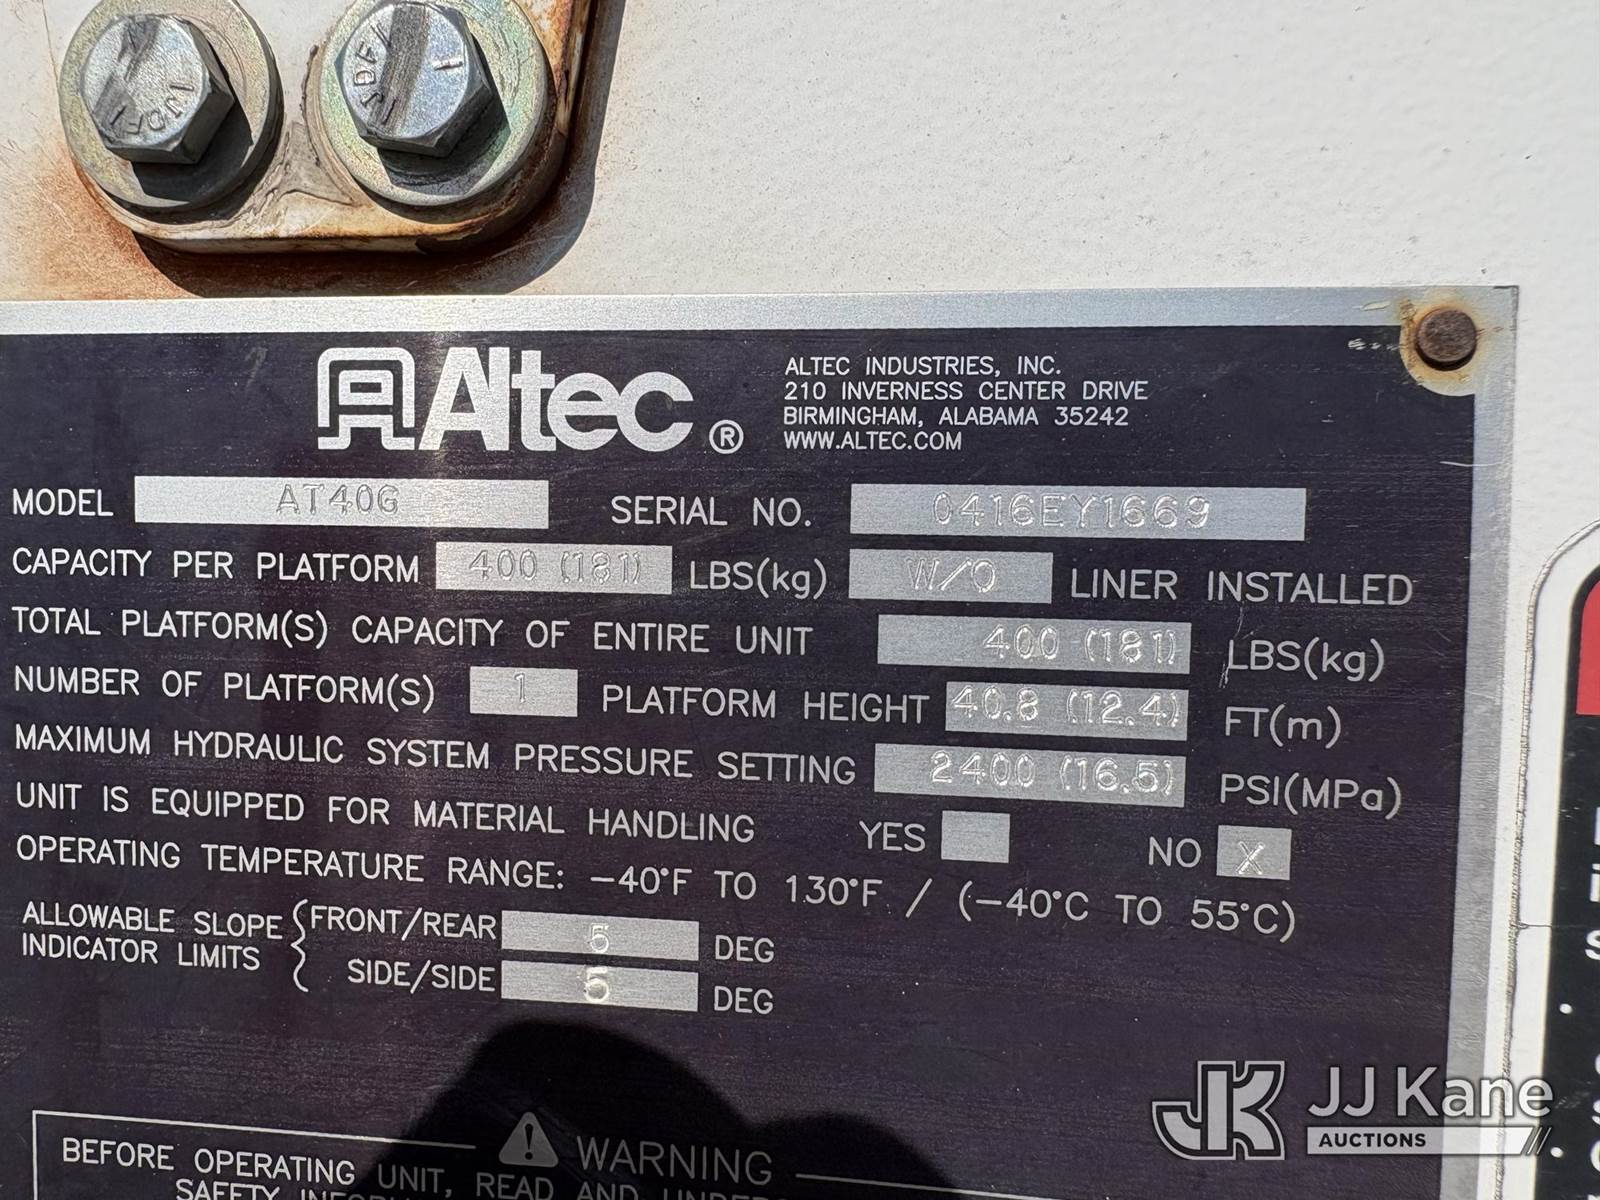 JDF
JDF
Altec®
ALTEC INDUSTRIES, INC.
210 INVERNESS CENTER DRIVE
BIRMINGHAM, ALABAMA 35242
WWW.ALTEC.COM
MODEL AT40G SERIAL NO. 0416EY1669
CAPACITY PER PLATFORM 400 (181) LBS(kg) W/O LINER INSTALLED
TOTAL PLATFORM(S) CAPACITY OF ENTIRE UNIT 400 (181) LBS(kg)
NUMBER OF PLATFORM(S) 1 PLATFORM HEIGHT 40.8 (12.4) FT(m)
MAXIMUM HYDRAULIC SYSTEM PRESSURE SETTING 2400 (16.5) PSI(MPa)
UNIT IS EQUIPPED FOR MATERIAL HANDLING YES NO X
OPERATING TEMPERATURE RANGE: -40°F TO 130°F / (-40°C TO 55°C)
ALLOWABLE SLOPE INDICATOR LIMITS { FRONT/REAR 5 DEG
SIDE/SIDE 5 DEG
WARNING
BEFORE OPERATING UNIT, READ AND
SAFETY
JK JJ Kane
AUCTIONS